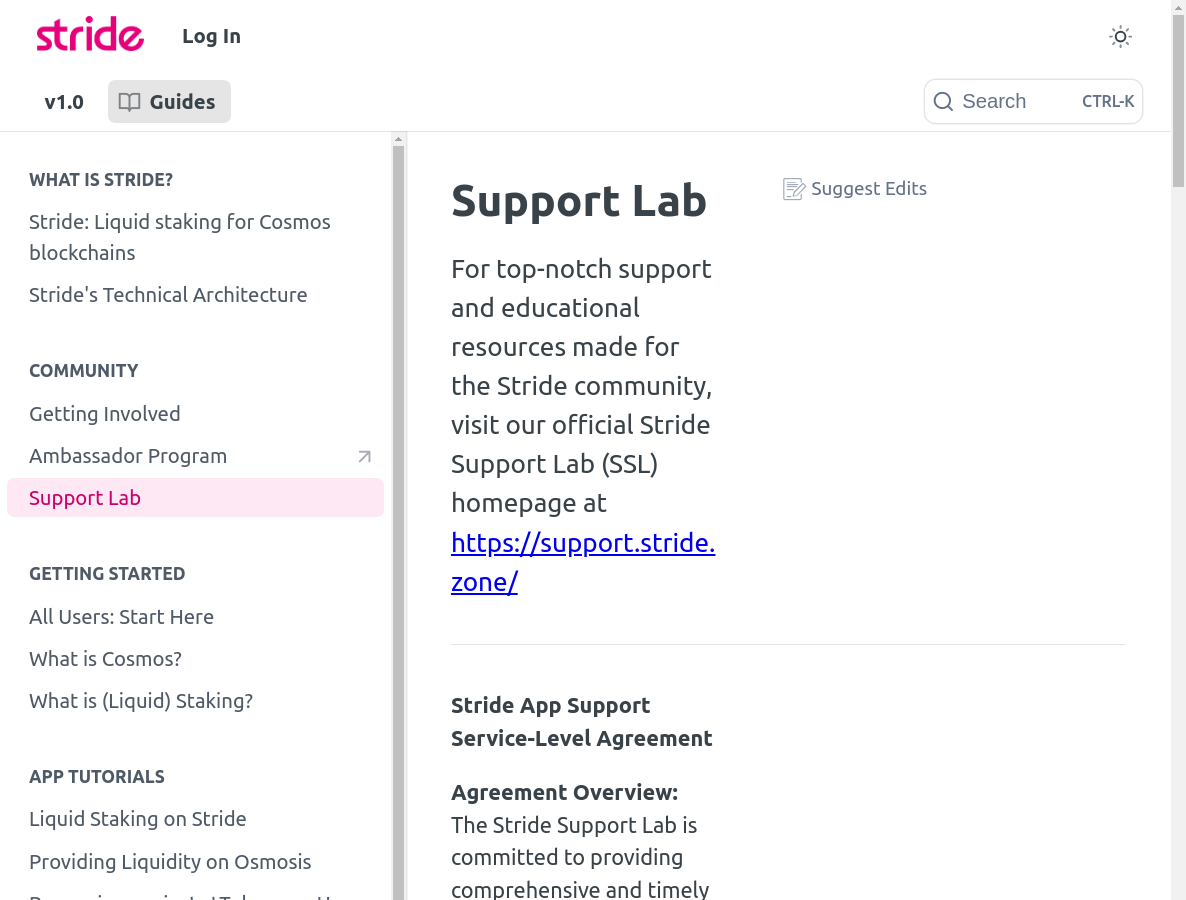 stride
Log In
v1.0
Guides
Search
CTRL-K
WHAT IS STRIDE?
Stride: Liquid staking for Cosmos
blockchains
Stride's Technical Architecture
COMMUNITY
Getting Involved
Ambassador Program
Support Lab
GETTING STARTED
All Users: Start Here
What is Cosmos?
What is (Liquid) Staking?
APP TUTORIALS
Liquid Staking on Stride
Providing Liquidity on Osmosis
Support Lab
Suggest Edits
For top-notch support
and educational
resources made for
the Stride community,
visit our official Stride
Support Lab (SSL)
homepage at
https://support.stride.
zone/
Stride App Support
Service-Level Agreement
Agreement Overview:
The Stride Support Lab is
committed to providing
comprehensive and timely